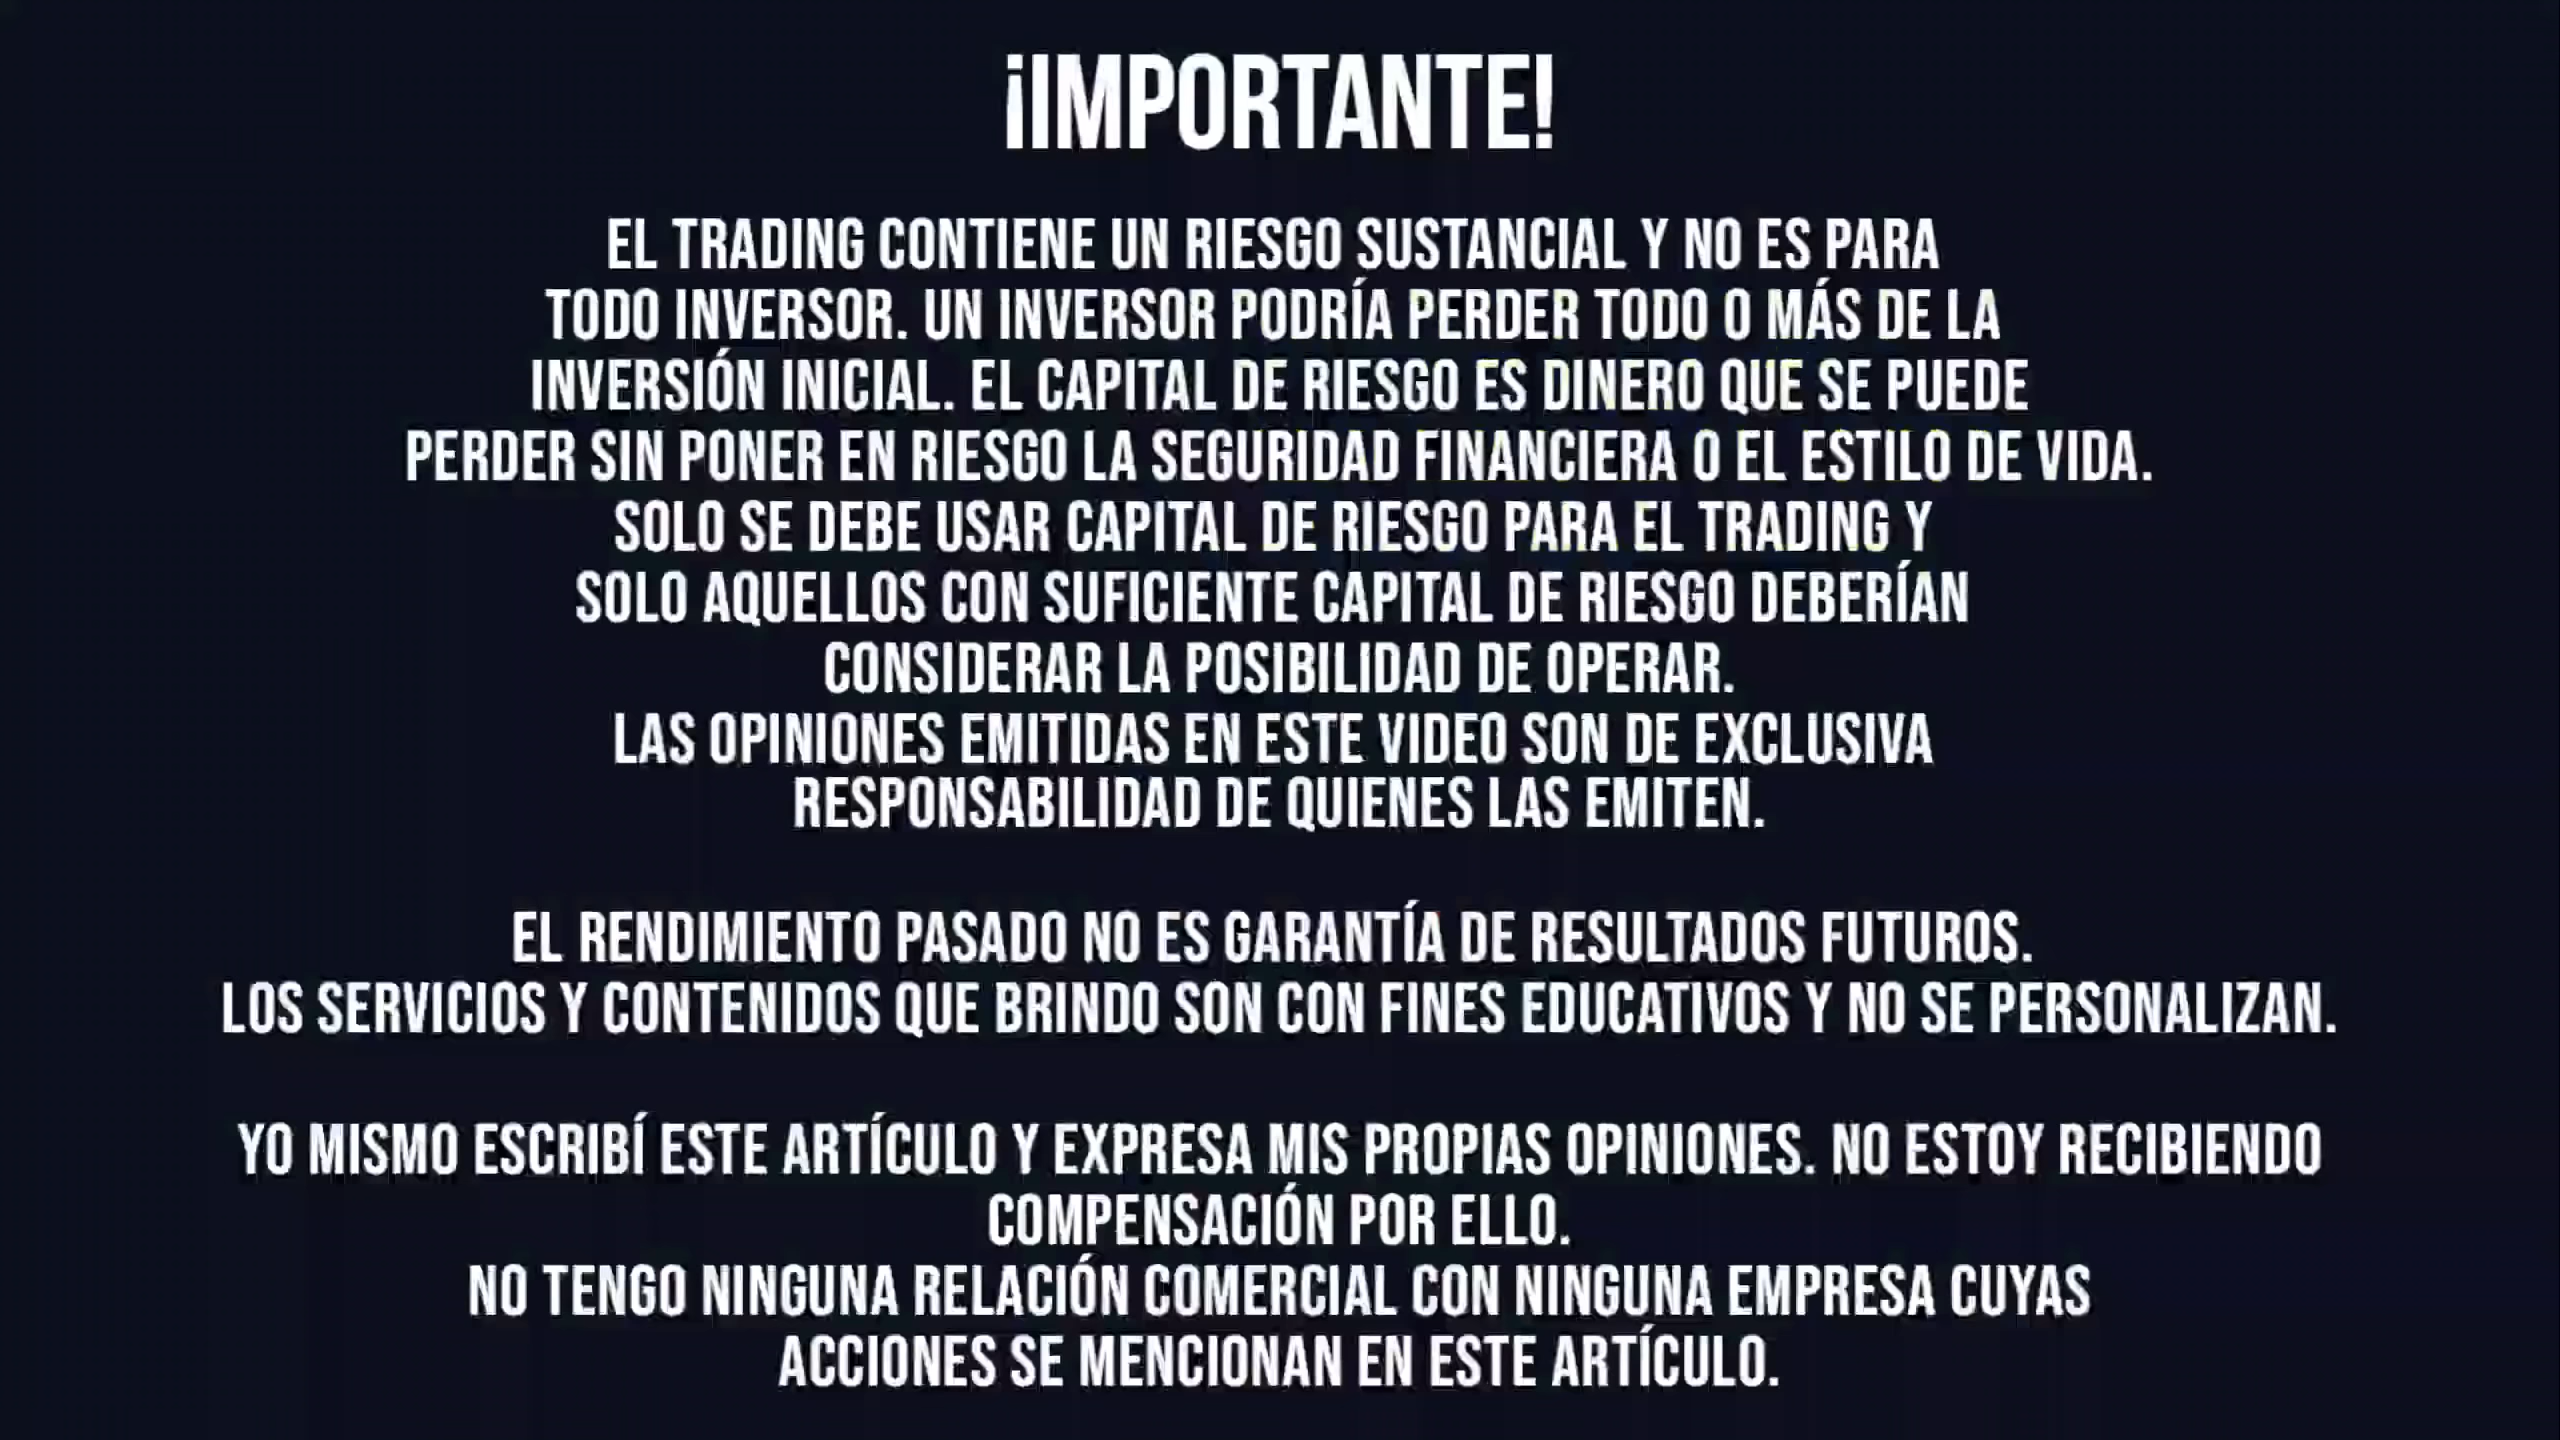 ¡IMPORTANTE!
EL TRADING CONTIENE UN RIESGO SUSTANCIAL Y NO ES PARA
TODO INVERSOR. UN INVERSOR PODRÍA PERDER TODO O MÁS DE LA
INVERSIÓN INICIAL. EL CAPITAL DE RIESGO ES DINERO QUE SE PUEDE
PERDER SIN PONER EN RIESGO LA SEGURIDAD FINANCIERA O EL ESTILO DE VIDA.
SOLO SE DEBE USAR CAPITAL DE RIESGO PARA EL TRADING Y
SOLO AQUELLOS CON SUFICIENTE CAPITAL DE RIESGO DEBERÍAN
CONSIDERAR LA POSIBILIDAD DE OPERAR.
LAS OPINIONES EMITIDAS EN ESTE VIDEO SON DE EXCLUSIVA
RESPONSABILIDAD DE QUIENES LAS EMITEN.
EL RENDIMIENTO PASADO NO ES GARANTÍA DE RESULTADOS FUTUROS.
LOS SERVICIOS Y CONTENIDOS QUE BRINDO SON CON FINES EDUCATIVOS Y NO SE PERSONALIZAN.
YO MISMO ESCRIBÍ ESTE ARTÍCULO Y EXPRESA MIS PROPIAS OPINIONES. NO ESTOY RECIBIENDO
COMPENSACIÓN POR ELLO.
NO TENGO NINGUNA RELACIÓN COMERCIAL CON NINGUNA EMPRESA CUYAS
ACCIONES SE MENCIONAN EN ESTE ARTÍCULO.